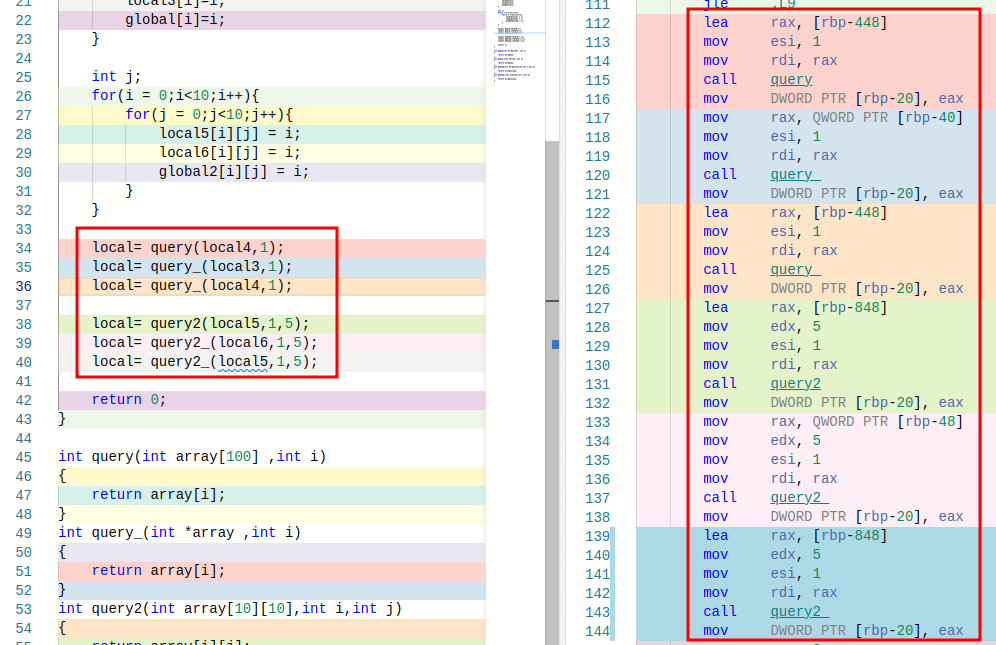 21 local3[i]=i;
22 global[i]=i;
23 }
24
25 int j;
26 for(i = 0;i<10;i++){
27 for(j = 0;j<10;j++){
28 local5[i][j] = i;
29 local6[i][j] = i;
30 global2[i][j] = i;
31 }
32 }
33
34 local= query(local4,1);
35 local= query_(local3,1);
36 local= query_(local4,1);
37
38 local= query2(local5,1,5);
39 local= query2_(local6,1,5);
40 local= query2_(local5,1,5);
41
42 return 0;
43 }
44
45 int query(int array[100] ,int i)
46 {
47 return array[i];
48 }
49 int query_(int *array ,int i)
50 {
51 return array[i];
52 }
53 int query2(int array[10][10],int i,int j)
54 {
55 return array[i][j];
111 jle .L9
112 lea rax, [rbp-448]
113 mov esi, 1
114 mov rdi, rax
115 call query
116 mov DWORD PTR [rbp-20], eax
117 mov rax, QWORD PTR [rbp-40]
118 mov esi, 1
119 mov rdi, rax
120 call query_
121 mov DWORD PTR [rbp-20], eax
122 lea rax, [rbp-448]
123 mov esi, 1
124 mov rdi, rax
125 call query_
126 mov DWORD PTR [rbp-20], eax
127 lea rax, [rbp-848]
128 mov edx, 5
129 mov esi, 1
130 mov rdi, rax
131 call query2
132 mov DWORD PTR [rbp-20], eax
133 mov rax, QWORD PTR [rbp-48]
134 mov edx, 5
135 mov esi, 1
136 mov rdi, rax
137 call query2_
138 mov DWORD PTR [rbp-20], eax
139 lea rax, [rbp-848]
140 mov edx, 5
141 mov esi, 1
142 mov rdi, rax
143 call query2_
144 mov DWORD PTR [rbp-20], eax